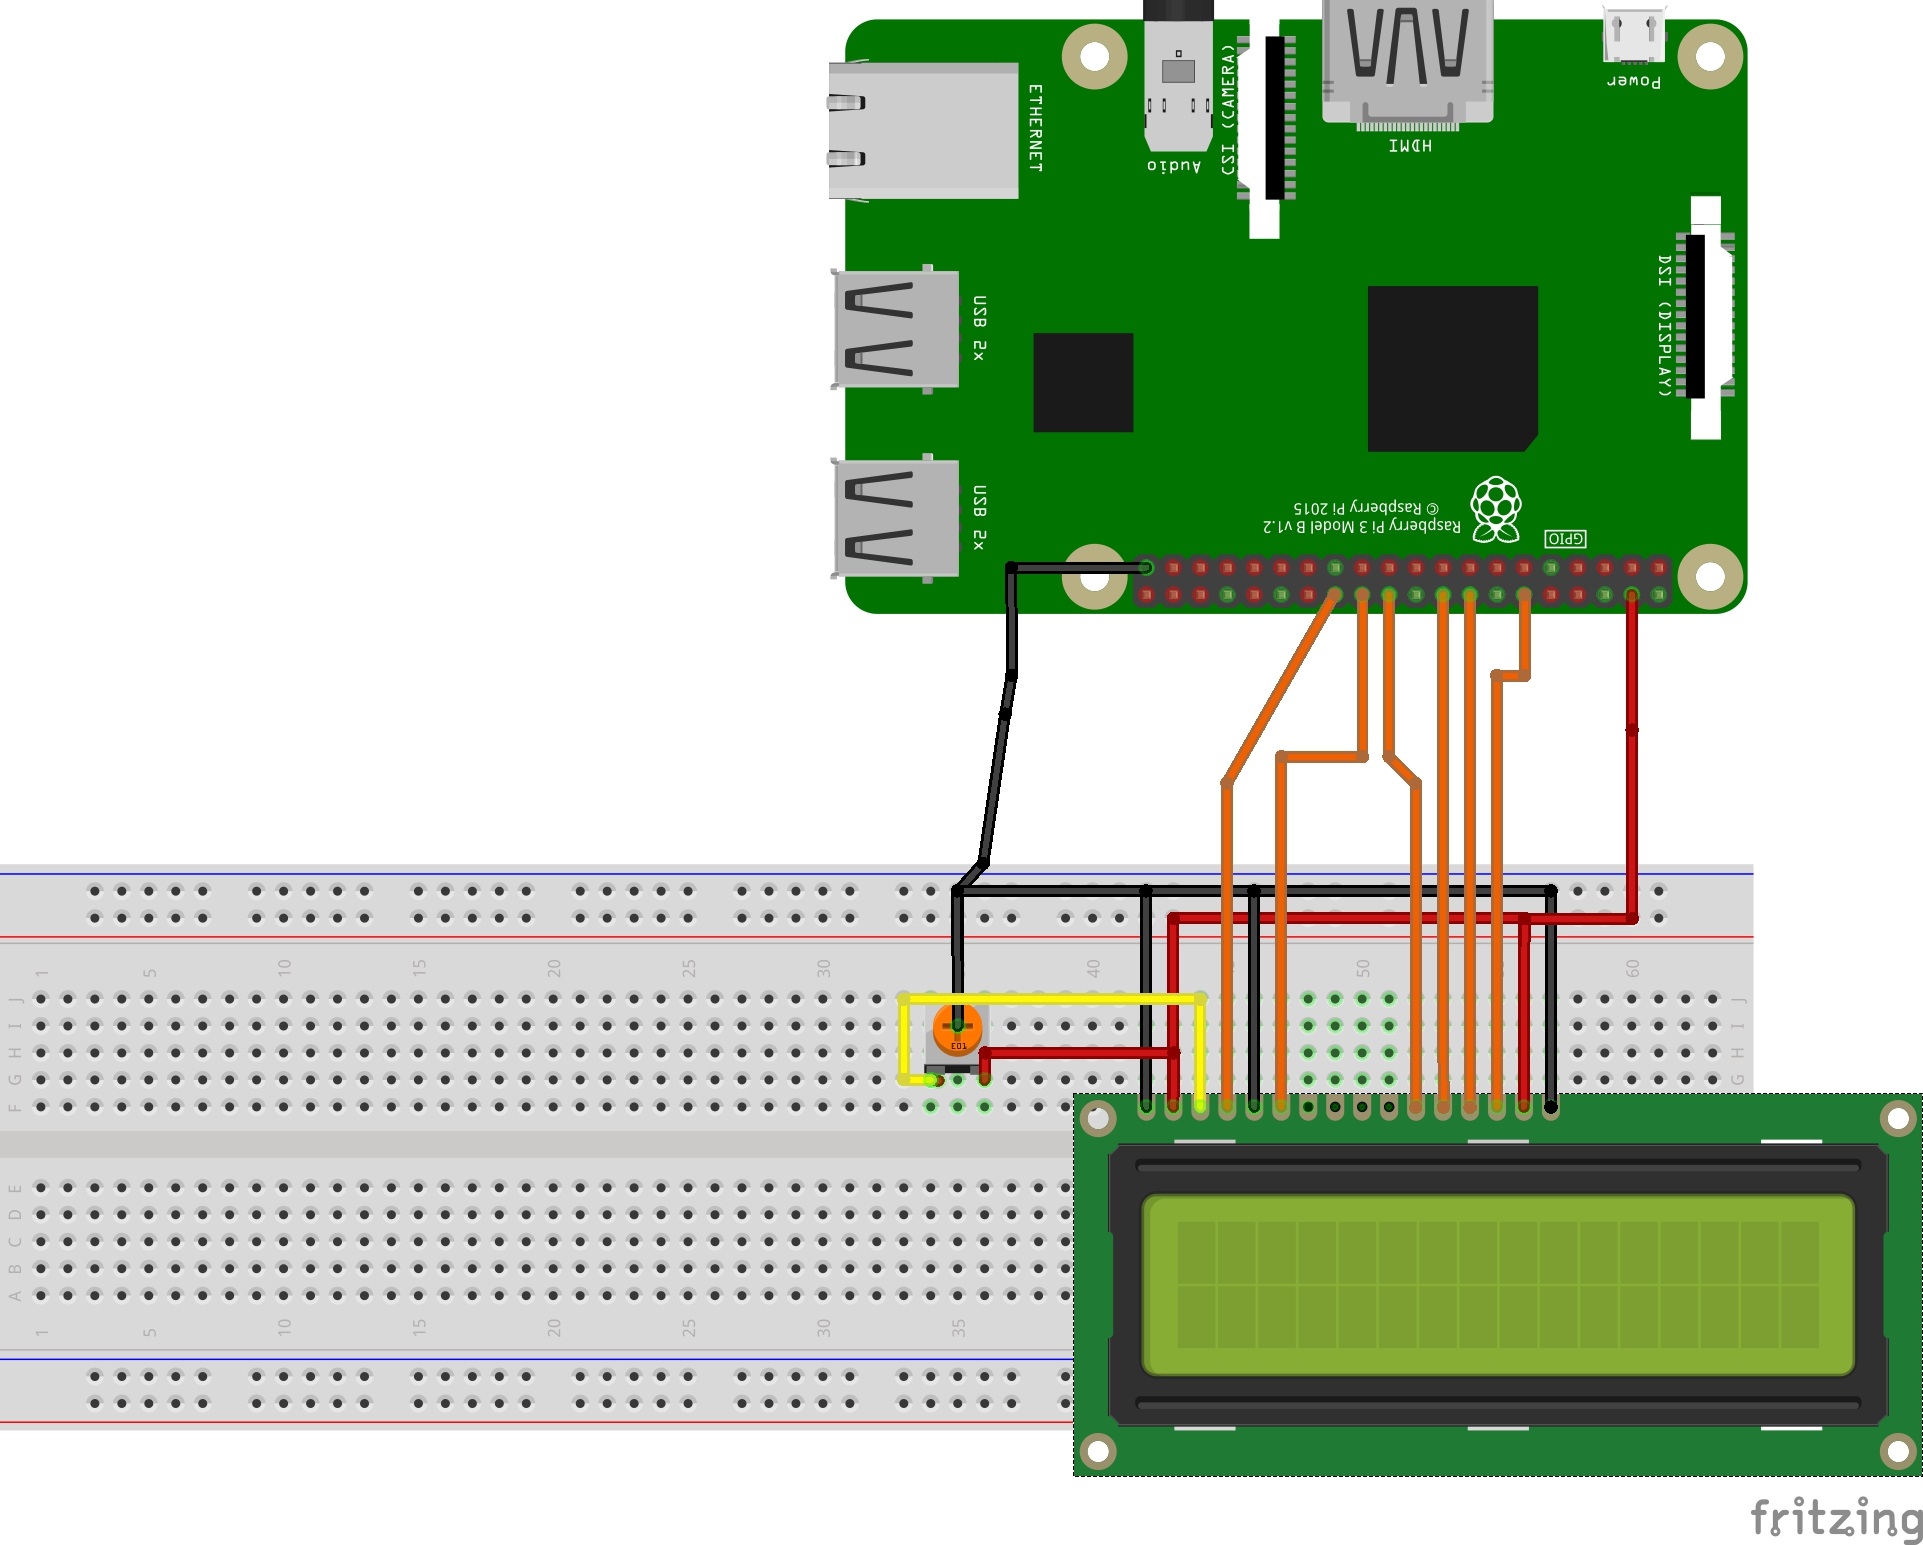 Power
ETHERNET
CSI (CAMERA)
HDMI
Audio
DSI (DISPLAY)
USB 2x
USB 2x
© Raspberry Pi 2015
Raspberry Pi 3 Model B v1.2
GPIO
1 5 10 15 20 25 30 40 50 60
J J
I I
E01
H H
G G
F
E
D
C
B
A
1 5 10 15 20 25 30 35
fritzing